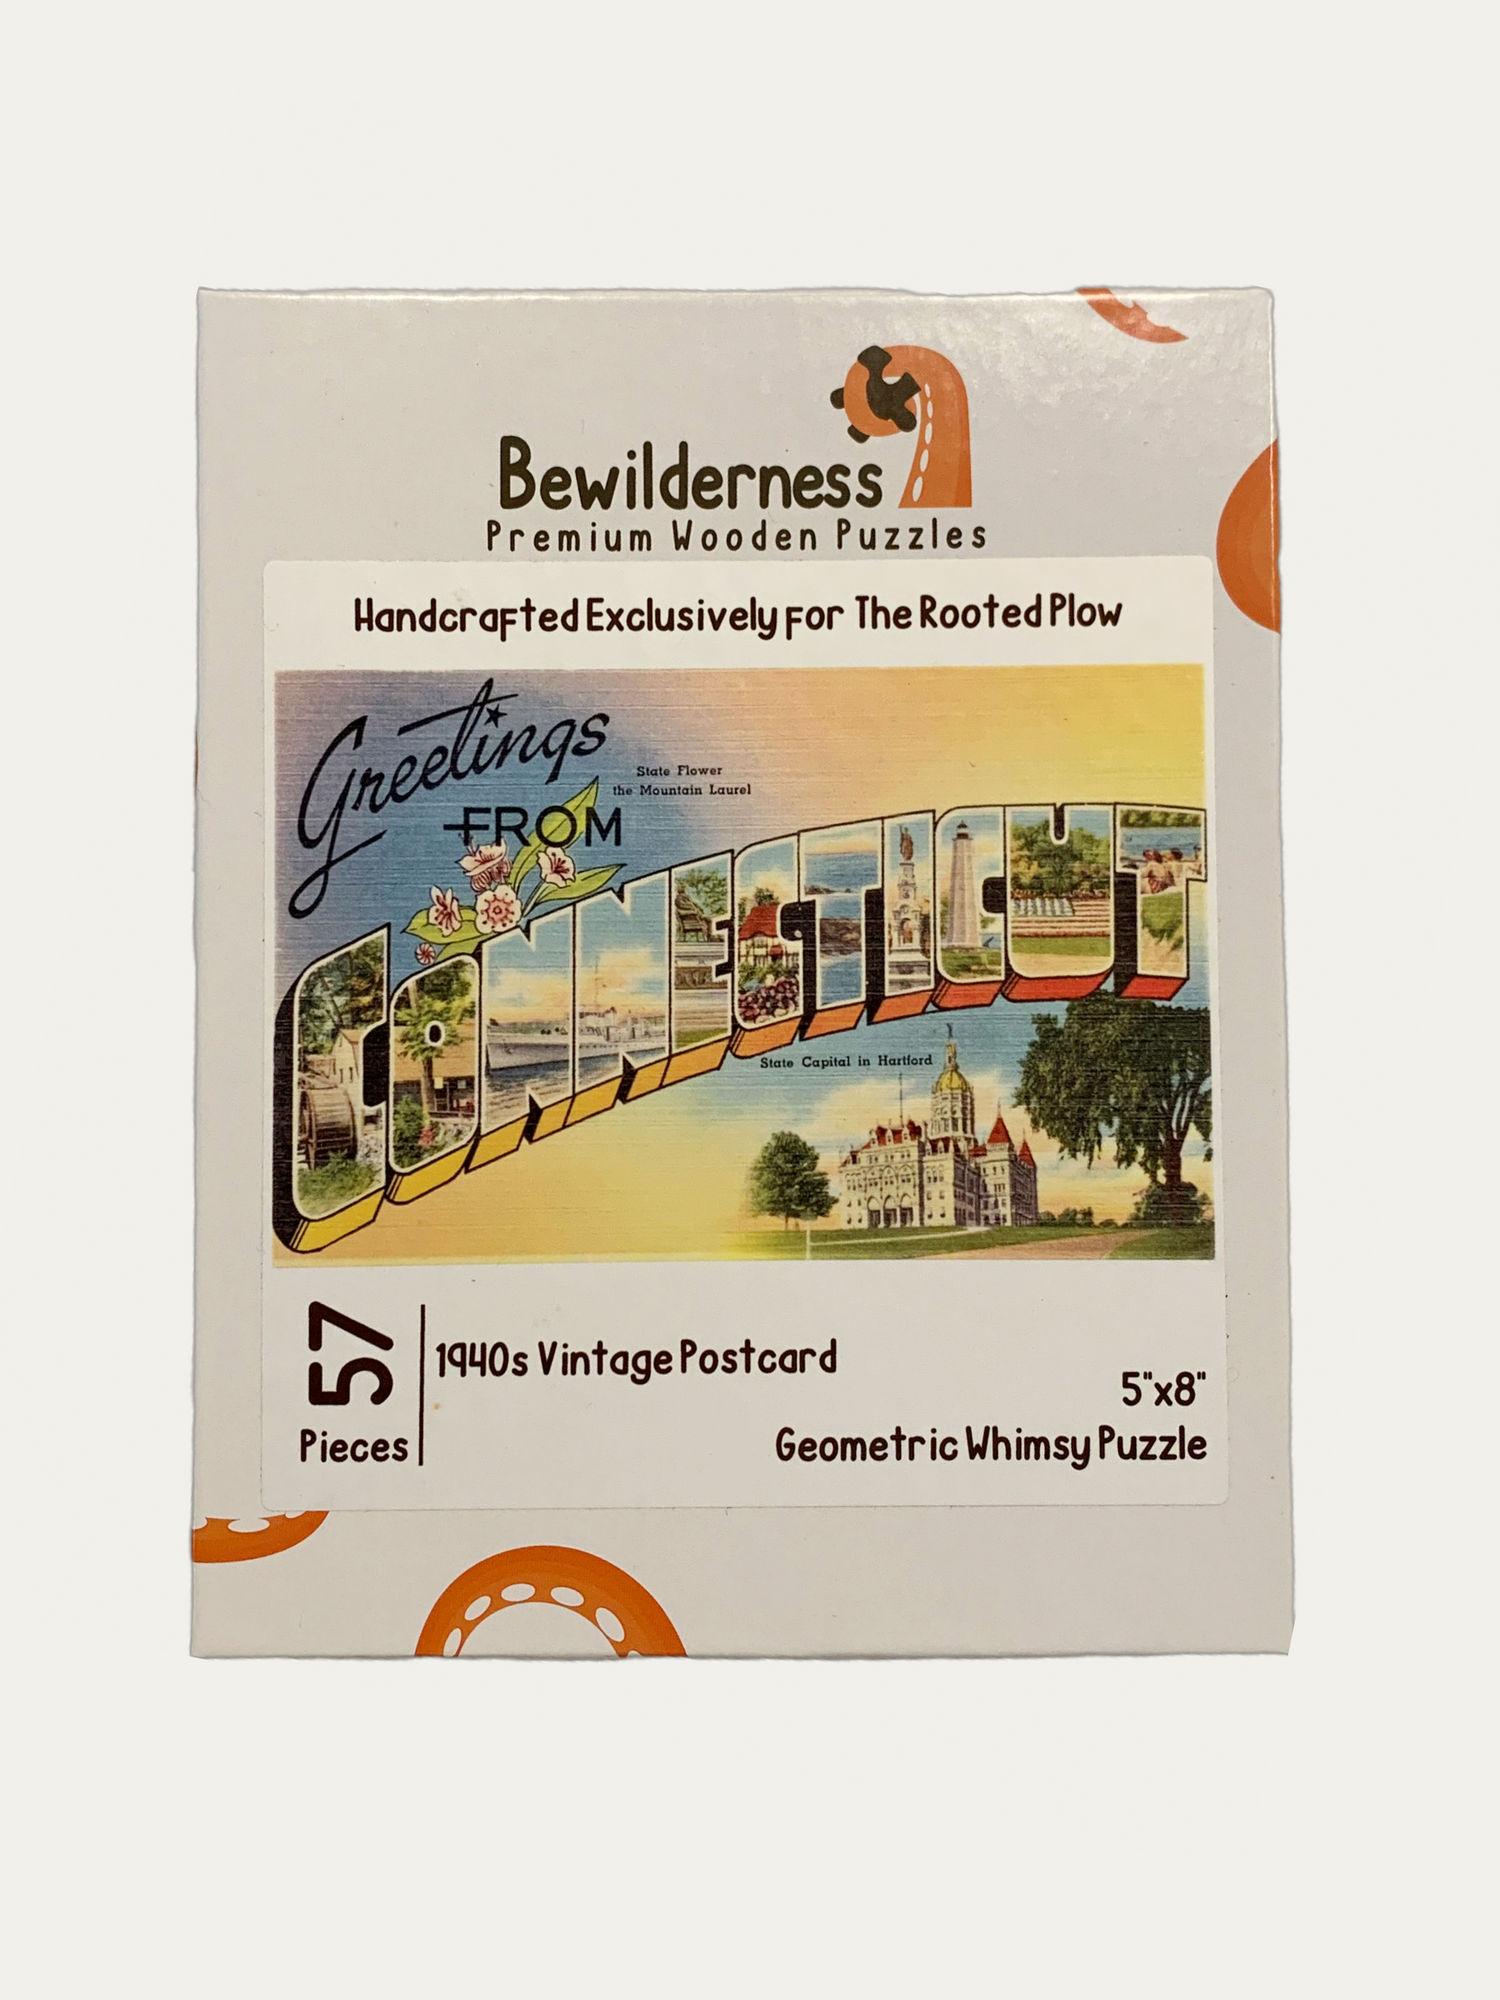 Bewilderness
Premium Wooden Puzzles
Handcrafted Exclusively for The Rooted Plow
Greetings
FROM
State Flower
the Mountain Laurel
CONNECTICUT
State Capital in Hartford
57
Pieces
1940s Vintage Postcard
5"x8"
Geometric Whimsy Puzzle